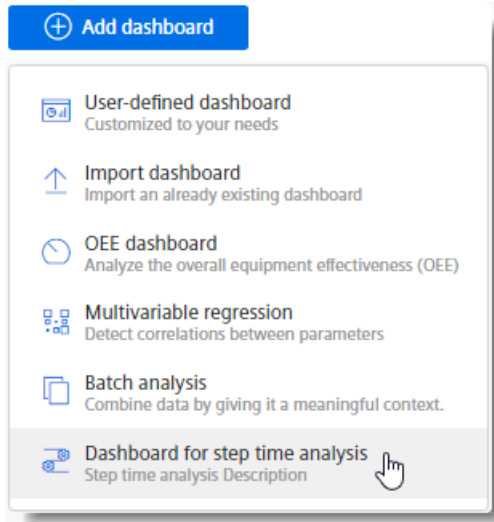 Add dashboard
User-defined dashboard
Customized to your needs
Import dashboard
Import an already existing dashboard
OEE dashboard
Analyze the overall equipment effectiveness (OEE)
Multivariable regression
Detect correlations between parameters
Batch analysis
Combine data by giving it a meaningful context.
Dashboard for step time analysis
Step time analysis Description